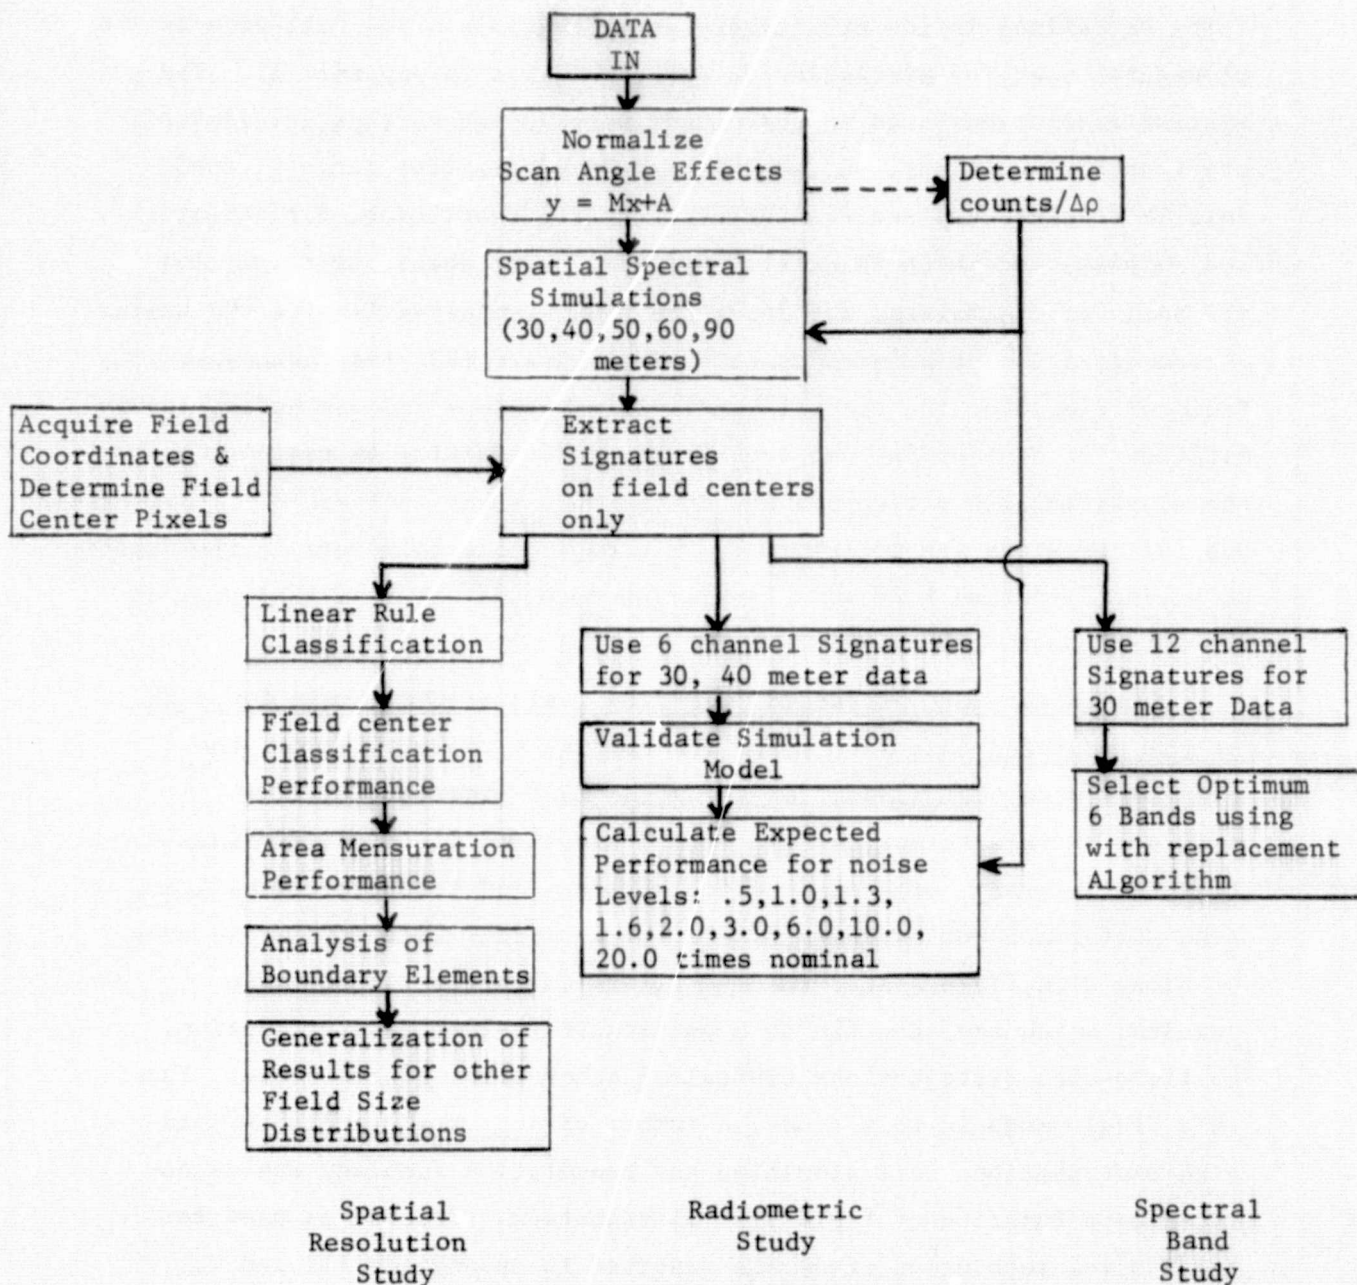 DATA
IN
Normalize
Scan Angle Effects
y = Mx+A
Determine
counts/Δρ
Spatial Spectral
Simulations
(30,40,50,60,90
meters)
Acquire Field
Coordinates &
Determine Field
Center Pixels
Extract
Signatures
on field centers
only
Linear Rule
Classification
Field center
Classification
Performance
Area Mensuration
Performance
Analysis of
Boundary Elements
Generalization of
Results for other
Field Size
Distributions
Use 6 channel Signatures
for 30, 40 meter data
Validate Simulation
Model
Calculate Expected
Performance for noise
Levels: .5,1.0,1.3,
1.6,2.0,3.0,6.0,10.0,
20.0 times nominal
Use 12 channel
Signatures for
30 meter Data
Select Optimum
6 Bands using
with replacement
Algorithm
Spatial
Resolution
Study
Radiometric
Study
Spectral
Band
Study